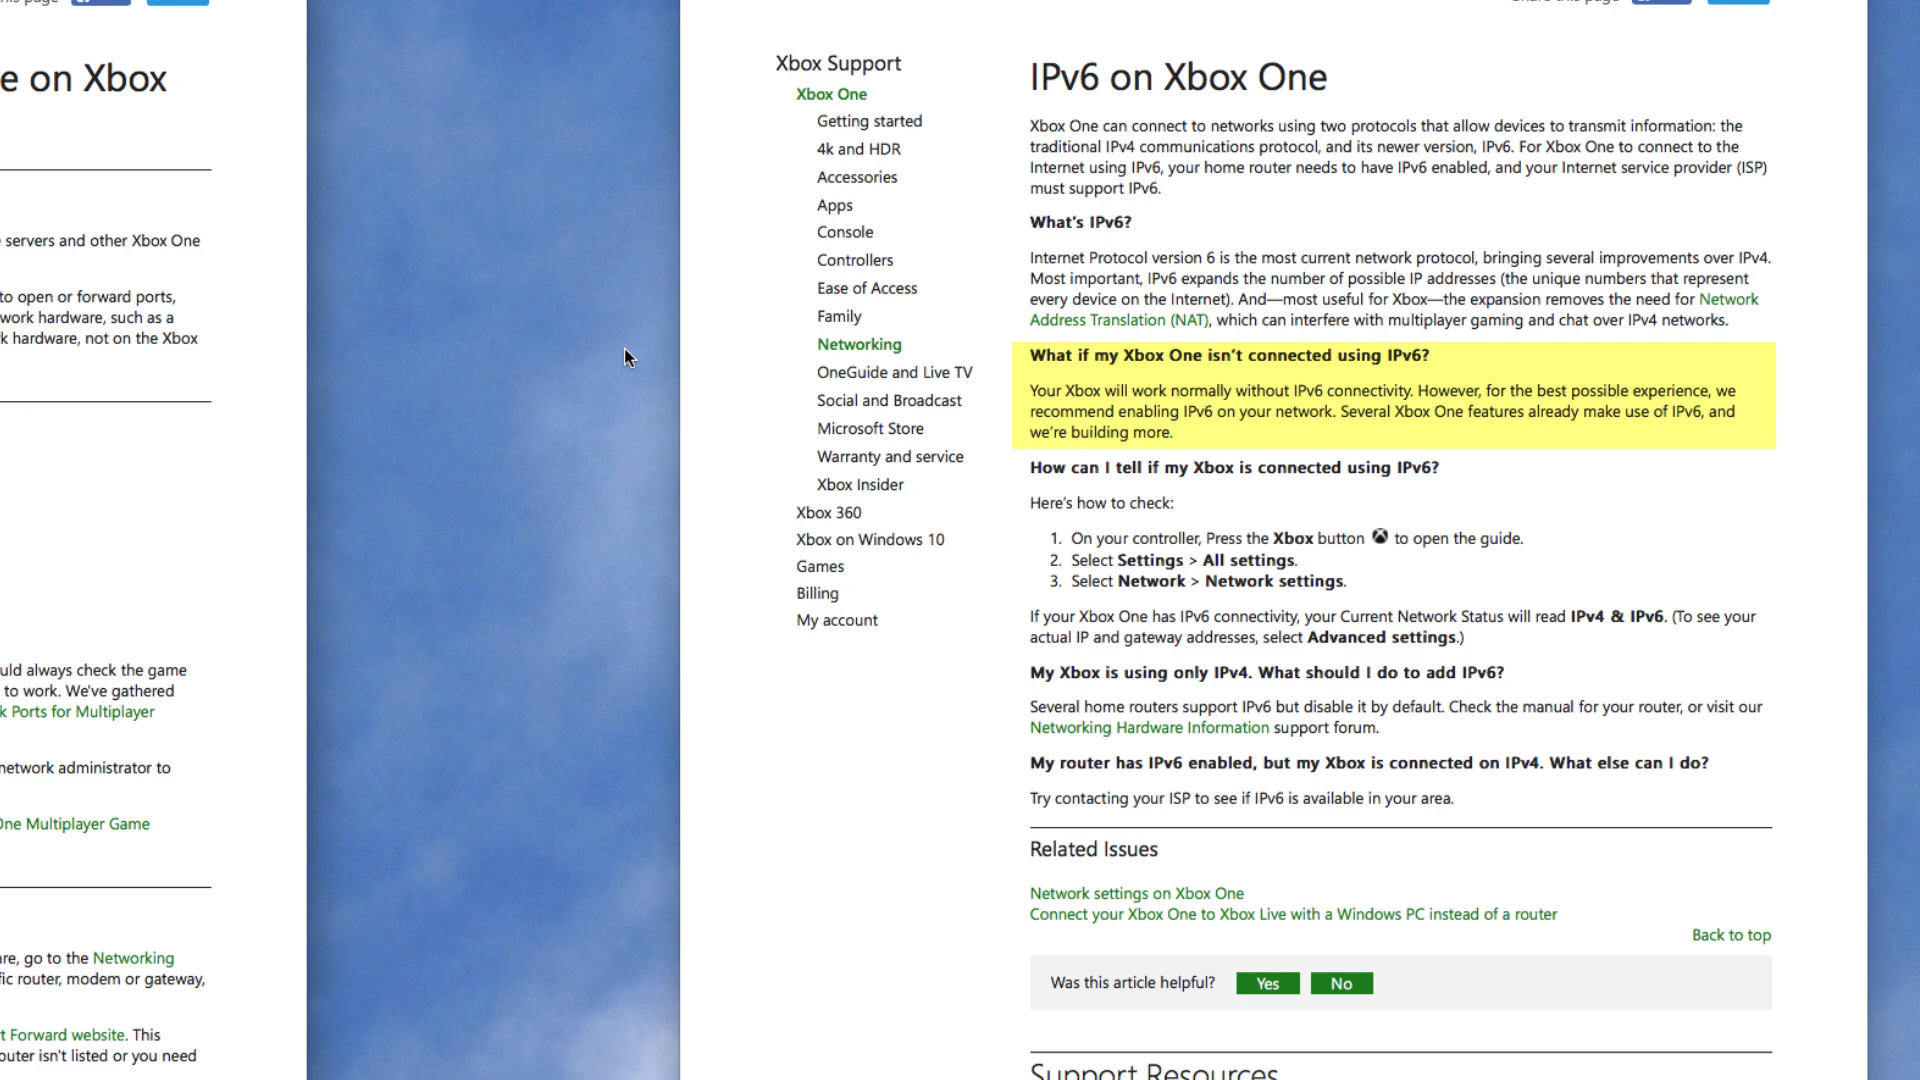 this page
e on Xbox
servers and other Xbox One
to open or forward ports,
work hardware, such as a
k hardware, not on the Xbox
uld always check the game
to work. We've gathered
k Ports for Multiplayer
network administrator to
One Multiplayer Game
are, go to the Networking
fic router, modem or gateway,
t Forward website. This
outer isn't listed or you need
Share this page
Xbox Support
Xbox One
Getting started
4k and HDR
Accessories
Apps
Console
Controllers
Ease of Access
Family
Networking
OneGuide and Live TV
Social and Broadcast
Microsoft Store
Warranty and service
Xbox Insider
Xbox 360
Xbox on Windows 10
Games
Billing
My account
IPv6 on Xbox One
Xbox One can connect to networks using two protocols that allow devices to transmit information: the
traditional IPv4 communications protocol, and its newer version, IPv6. For Xbox One to connect to the
Internet using IPv6, your home router needs to have IPv6 enabled, and your Internet service provider (ISP)
must support IPv6.
What's IPv6?
Internet Protocol version 6 is the most current network protocol, bringing several improvements over IPv4.
Most important, IPv6 expands the number of possible IP addresses (the unique numbers that represent
every device on the Internet). And—most useful for Xbox—the expansion removes the need for Network
Address Translation (NAT), which can interfere with multiplayer gaming and chat over IPv4 networks.
What if my Xbox One isn't connected using IPv6?
Your Xbox will work normally without IPv6 connectivity. However, for the best possible experience, we
recommend enabling IPv6 on your network. Several Xbox One features already make use of IPv6, and
we're building more.
How can I tell if my Xbox is connected using IPv6?
Here's how to check:
1. On your controller, Press the Xbox button to open the guide.
2. Select Settings > All settings.
3. Select Network > Network settings.
If your Xbox One has IPv6 connectivity, your Current Network Status will read IPv4 & IPv6. (To see your
actual IP and gateway addresses, select Advanced settings.)
My Xbox is using only IPv4. What should I do to add IPv6?
Several home routers support IPv6 but disable it by default. Check the manual for your router, or visit our
Networking Hardware Information support forum.
My router has IPv6 enabled, but my Xbox is connected on IPv4. What else can I do?
Try contacting your ISP to see if IPv6 is available in your area.
Related Issues
Network settings on Xbox One
Connect your Xbox One to Xbox Live with a Windows PC instead of a router
Back to top
Was this article helpful? Yes No
Support Resources